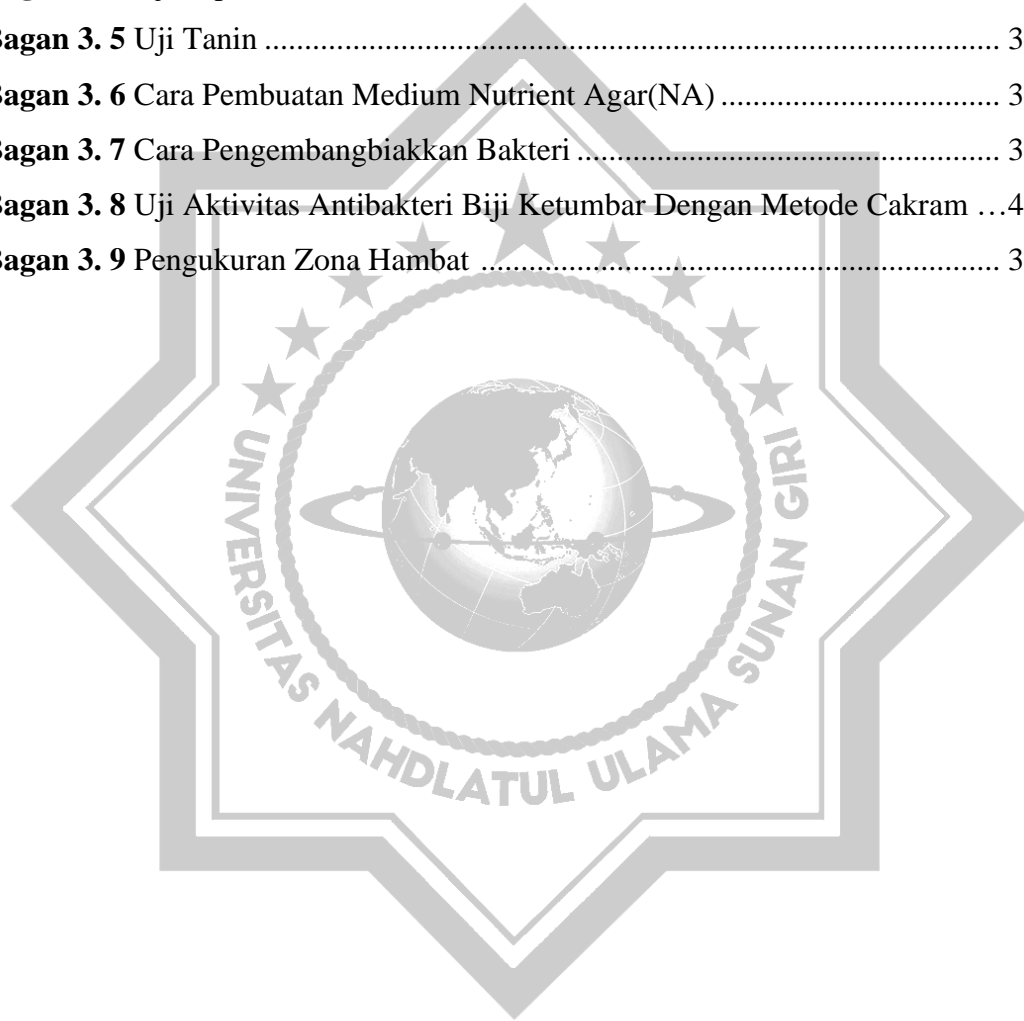 Bagan 3. 5 Uji Tanin .......................................................................................... 3
Bagan 3. 6 Cara Pembuatan Medium Nutrient Agar(NA) .................................. 3
Bagan 3. 7 Cara Pengembangbiakkan Bakteri .................................................... 3
Bagan 3. 8 Uji Aktivitas Antibakteri Biji Ketumbar Dengan Metode Cakram …4
Bagan 3. 9 Pengukuran Zona Hambat ................................................................ 3
UNIVERSITAS NAHDLATUL ULAMA SUNAN GIRI